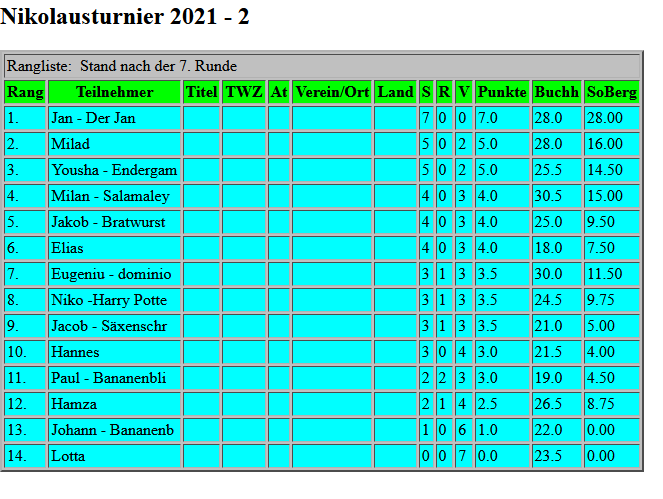 Nikolausturnier 2021 - 2
Rangliste: Stand nach der 7. Runde
Rang Teilnehmer Titel TWZ At Verein/Ort Land S R V Punkte Buchh SoBerg
1. Jan - Der Jan 7 0 0 7.0 28.0 28.00
2. Milad 5 0 2 5.0 28.0 16.00
3. Yousha - Endergam 5 0 2 5.0 25.5 14.50
4. Milan - Salamaley 4 0 3 4.0 30.5 15.00
5. Jakob - Bratwurst 4 0 3 4.0 25.0 9.50
6. Elias 4 0 3 4.0 18.0 7.50
7. Eugeniu - dominio 3 1 3 3.5 30.0 11.50
8. Niko -Harry Potte 3 1 3 3.5 24.5 9.75
9. Jacob - Säxenschr 3 1 3 3.5 21.0 5.00
10. Hannes 3 0 4 3.0 21.5 4.00
11. Paul - Bananenbli 2 2 3 3.0 19.0 4.50
12. Hamza 2 1 4 2.5 26.5 8.75
13. Johann - Bananenb 1 0 6 1.0 22.0 0.00
14. Lotta 0 0 7 0.0 23.5 0.00